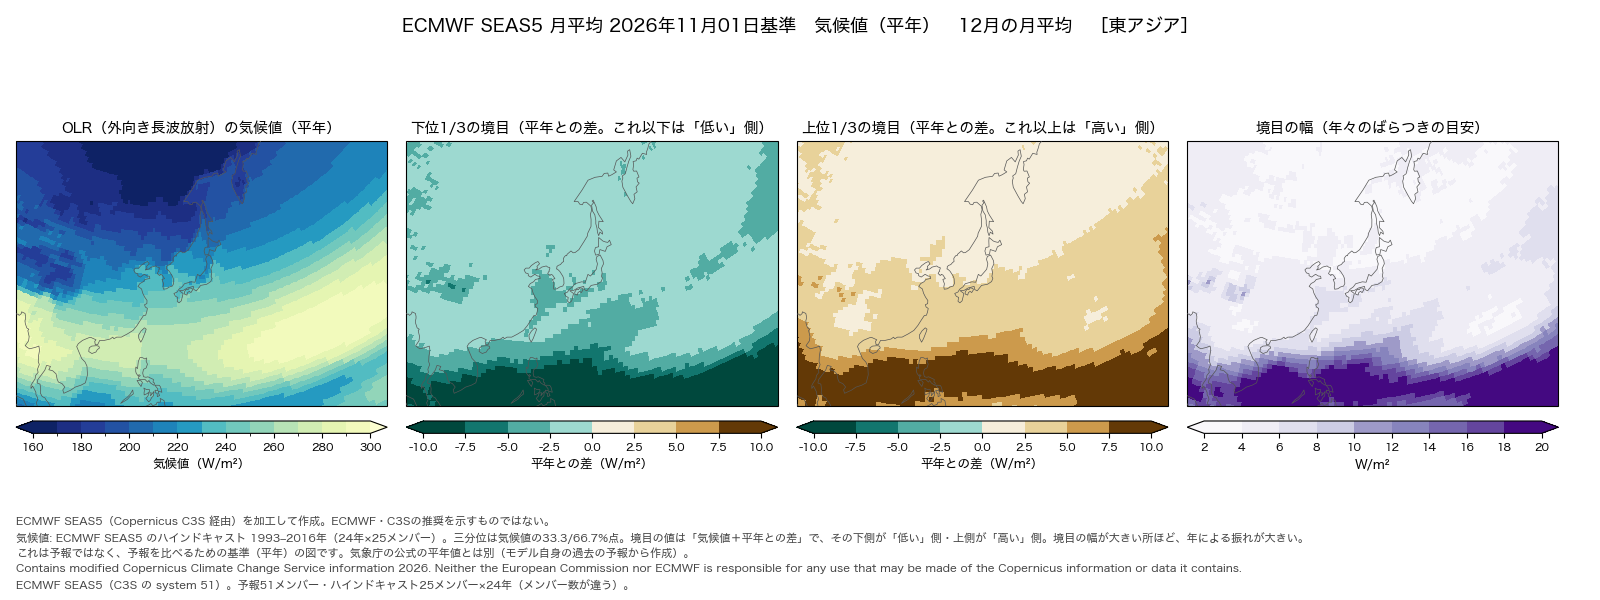 ECMWF SEAS5 月平均 2026年11月01日基準　気候値（平年）　12月の月平均　［東アジア］
OLR（外向き長波放射）の気候値（平年）
下位1/3の境目（平年との差。これ以下は「低い」側）
上位1/3の境目（平年との差。これ以上は「高い」側）
境目の幅（年々のばらつきの目安）
160 180 200 220 240 260 280 300
気候値（W/m²）
-10.0 -7.5 -5.0 -2.5 0.0 2.5 5.0 7.5 10.0
平年との差（W/m²）
-10.0 -7.5 -5.0 -2.5 0.0 2.5 5.0 7.5 10.0
平年との差（W/m²）
2 4 6 8 10 12 14 16 18 20
W/m²
ECMWF SEAS5（Copernicus C3S 経由）を加工して作成。ECMWF・C3Sの推奨を示すものではない。
気候値: ECMWF SEAS5 のハインドキャスト 1993–2016年（24年×25メンバー）。三分位は気候値の33.3/66.7%点。境目の値は「気候値＋平年との差」で、その下側が「低い」側・上側が「高い」側。境目の幅が大きい所ほど、年による振れが大きい。
これは予報ではなく、予報を比べるための基準（平年）の図です。気象庁の公式の平年値とは別（モデル自身の過去の予報から作成）。
Contains modified Copernicus Climate Change Service information 2026. Neither the European Commission nor ECMWF is responsible for any use that may be made of the Copernicus information or data it contains.
ECMWF SEAS5（C3S の system 51）。予報51メンバー・ハインドキャスト25メンバー×24年（メンバー数が違う）。